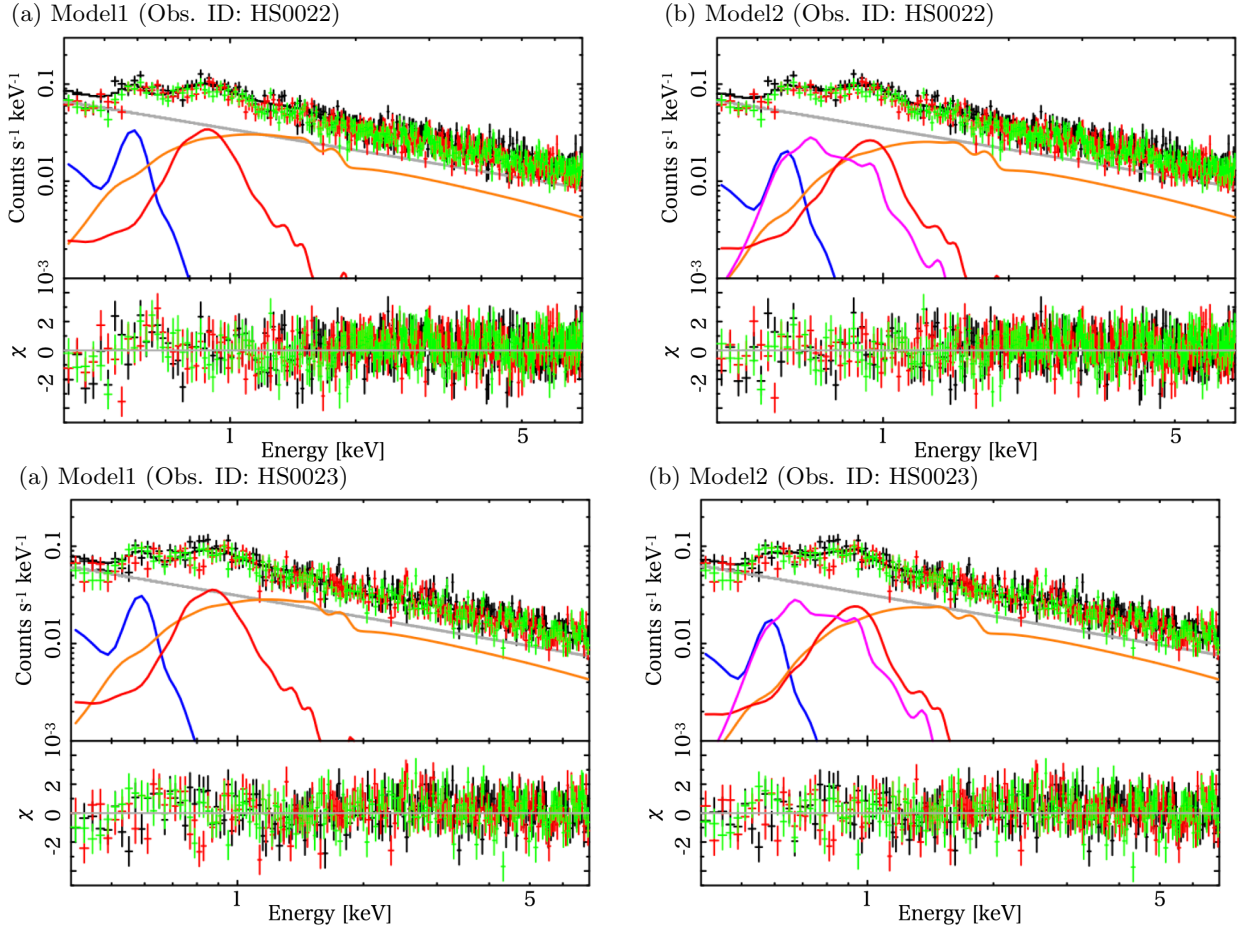 (a) Model1 (Obs. ID: HS0022)
(b) Model2 (Obs. ID: HS0022)
Counts s⁻¹ keV⁻¹
0.1
0.01
10⁻³
χ
2
0
-2
1
5
Energy [keV]
Counts s⁻¹ keV⁻¹
0.1
0.01
10⁻³
χ
2
0
-2
1
5
Energy [keV]
(a) Model1 (Obs. ID: HS0023)
(b) Model2 (Obs. ID: HS0023)
Counts s⁻¹ keV⁻¹
0.1
0.01
10⁻³
χ
2
0
-2
1
5
Energy [keV]
Counts s⁻¹ keV⁻¹
0.1
0.01
10⁻³
χ
2
0
-2
1
5
Energy [keV]